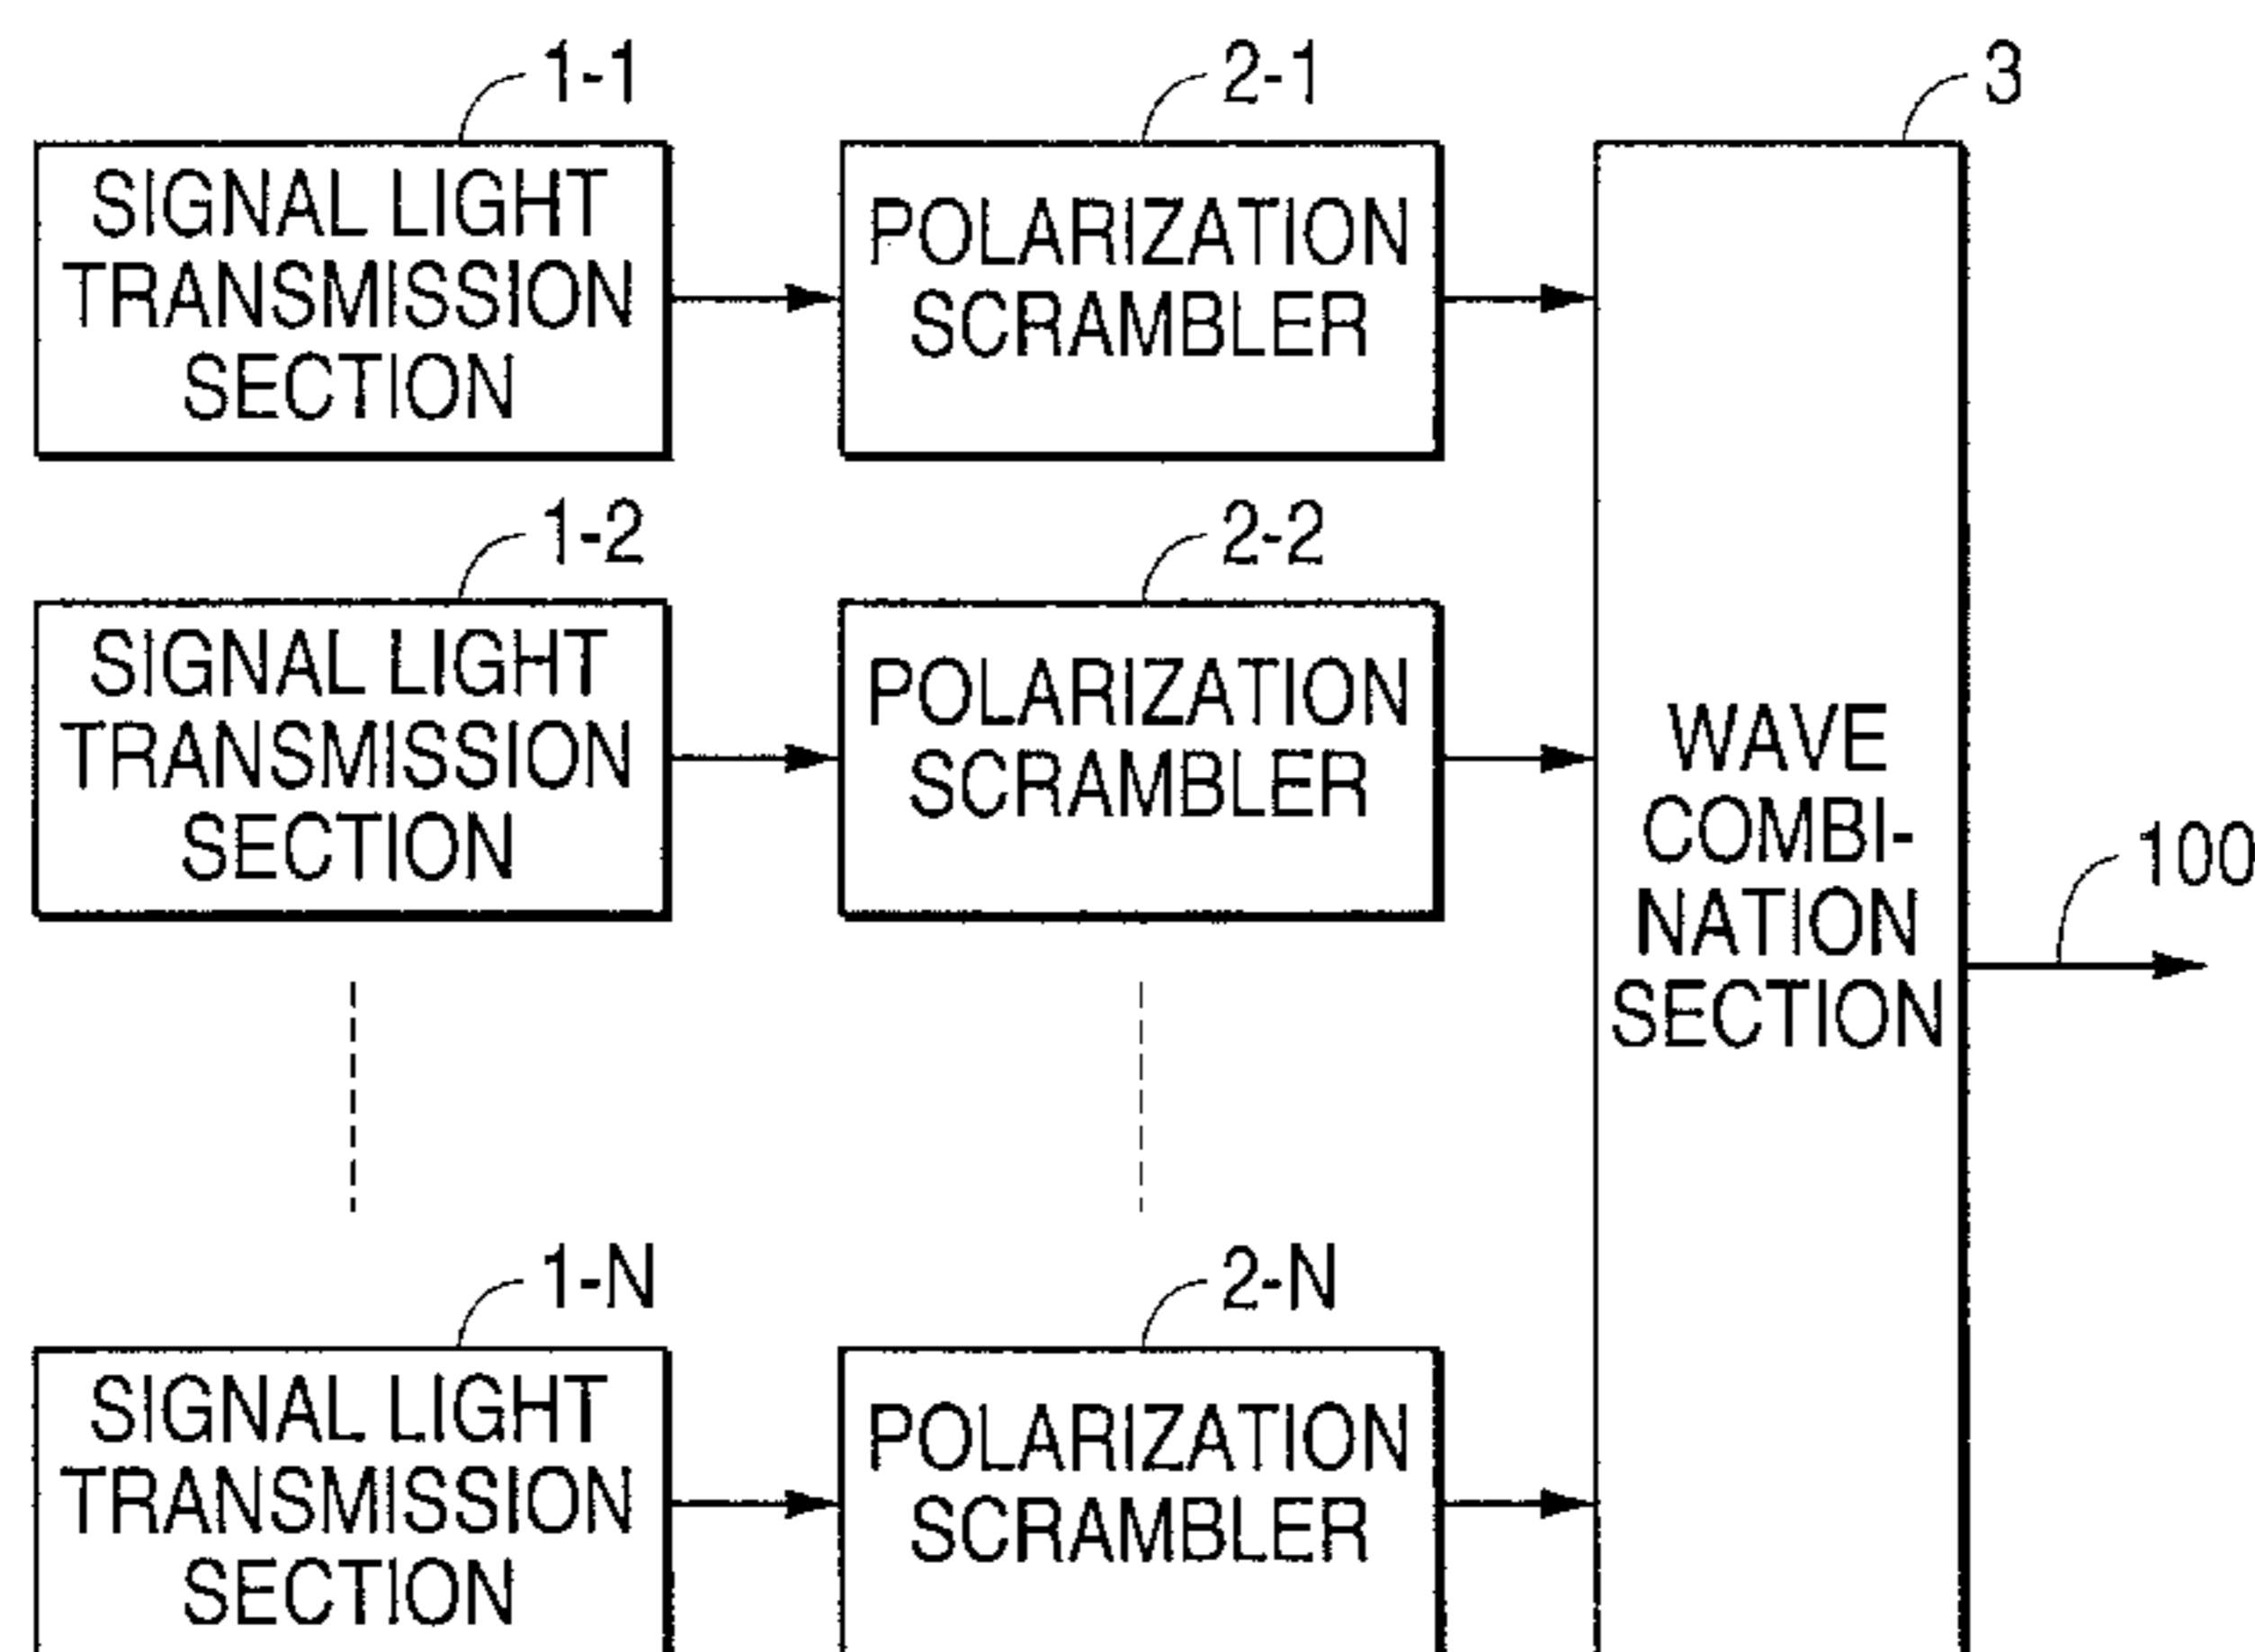 1-1
2-1
3
SIGNAL LIGHT
TRANSMISSION
SECTION
POLARIZATION
SCRAMBLER
1-2
2-2
SIGNAL LIGHT
TRANSMISSION
SECTION
POLARIZATION
SCRAMBLER
WAVE
COMBI-
NATION
SECTION
100
1-N
2-N
SIGNAL LIGHT
TRANSMISSION
SECTION
POLARIZATION
SCRAMBLER